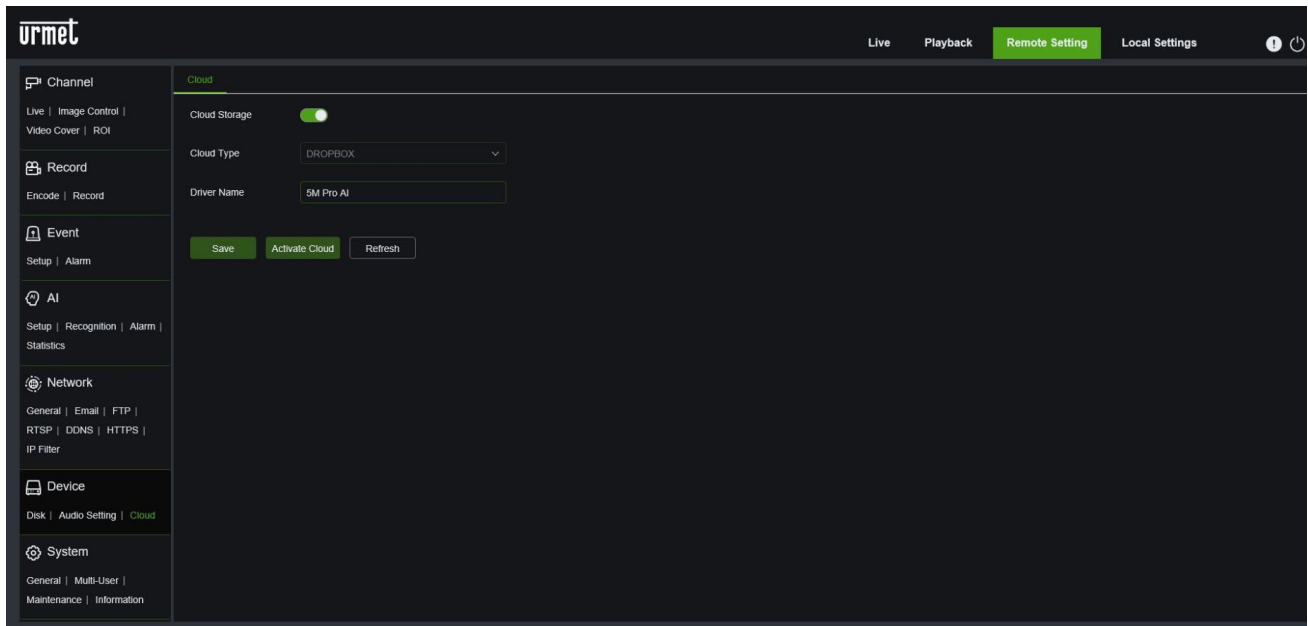 urmet
Live Playback Remote Setting Local Settings
Channel
Live | Image Control |
Video Cover | ROI
Record
Encode | Record
Event
Setup | Alarm
AI
Setup | Recognition | Alarm |
Statistics
Network
General | Email | FTP |
RTSP | DDNS | HTTPS |
IP Filter
Device
Disk | Audio Setting | Cloud
System
General | Multi-User |
Maintenance | Information
Cloud
Cloud Storage
Cloud Type DROPBOX
Driver Name 5M Pro AI
Save Activate Cloud Refresh